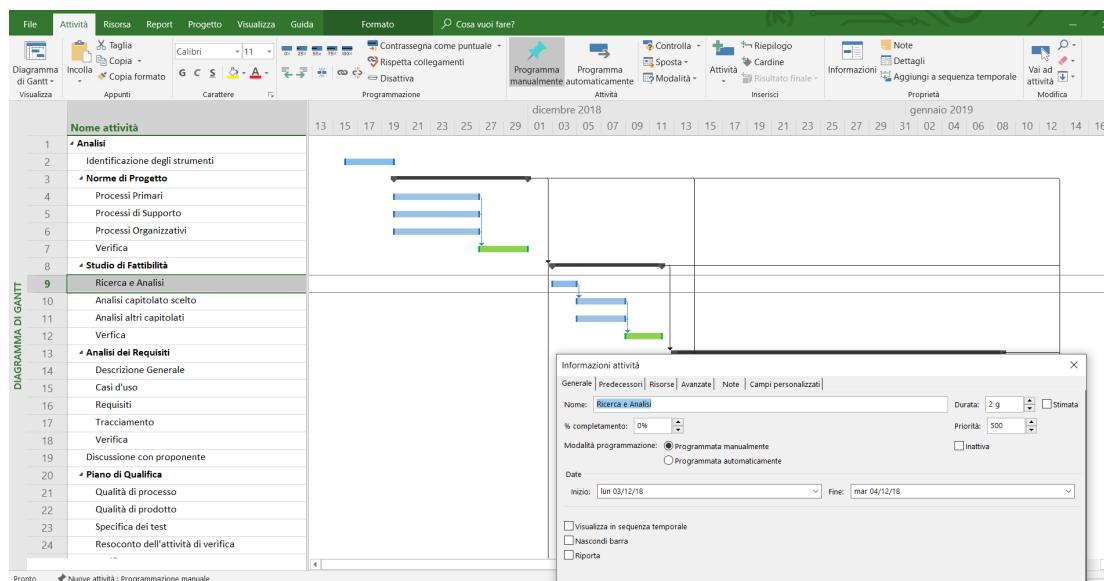 File Attività Risorsa Report Progetto Visualizza Guida Formato Cosa vuoi fare?
Diagramma di Gantt
Visualizza
Incolla
Taglia
Copia
Copia formato
Appunti
Calibri 11
G C S A
Carattere
0% 25% 50% 75% 100%
Contrassegna come puntuale
Rispetta collegamenti
Disattiva
Programmazione
Programma manualmente
Programma automaticamente
Controlla
Sposta
Modalità
Attività
Attività
Riepilogo
Cardine
Risultato finale
Inserisci
Informazioni
Note
Dettagli
Aggiungi a sequenza temporale
Proprietà
Vai ad attività
Modifica
dicembre 2018 gennaio 2019
Nome attività 13 15 17 19 21 23 25 27 29 01 03 05 07 09 11 13 15 17 19 21 23 25 27 29 31 02 04 06 08 10 12 14 16
1 Analisi
2 Identificazione degli strumenti
3 Norme di Progetto
4 Processi Primari
5 Processi di Supporto
6 Processi Organizzativi
7 Verifica
8 Studio di Fattibilità
9 Ricerca e Analisi
10 Analisi capitolato scelto
11 Analisi altri capitolati
12 Verfica
13 Analisi dei Requisiti
14 Descrizione Generale
15 Casi d'uso
16 Requisiti
17 Tracciamento
18 Verifica
19 Discussione con proponente
20 Piano di Qualifica
21 Qualità di processo
22 Qualità di prodotto
23 Specifica dei test
24 Resoconto dell'attività di verifica
DIAGRAMMA DI GANTT
Informazioni attività
Generale Predecessori Risorse Avanzate Note Campi personalizzati
Nome: Ricerca e Analisi Durata: 2 g Stimata
% completamento: 0% Priorità: 500
Modalità programmazione: Programmata manualmente Inattiva
Programmata automaticamente
Date
Inizio: lun 03/12/18 Fine: mar 04/12/18
Visualizza in sequenza temporale
Nascondi barra
Riporta
Pronto Nuove attività : Programmazione manuale